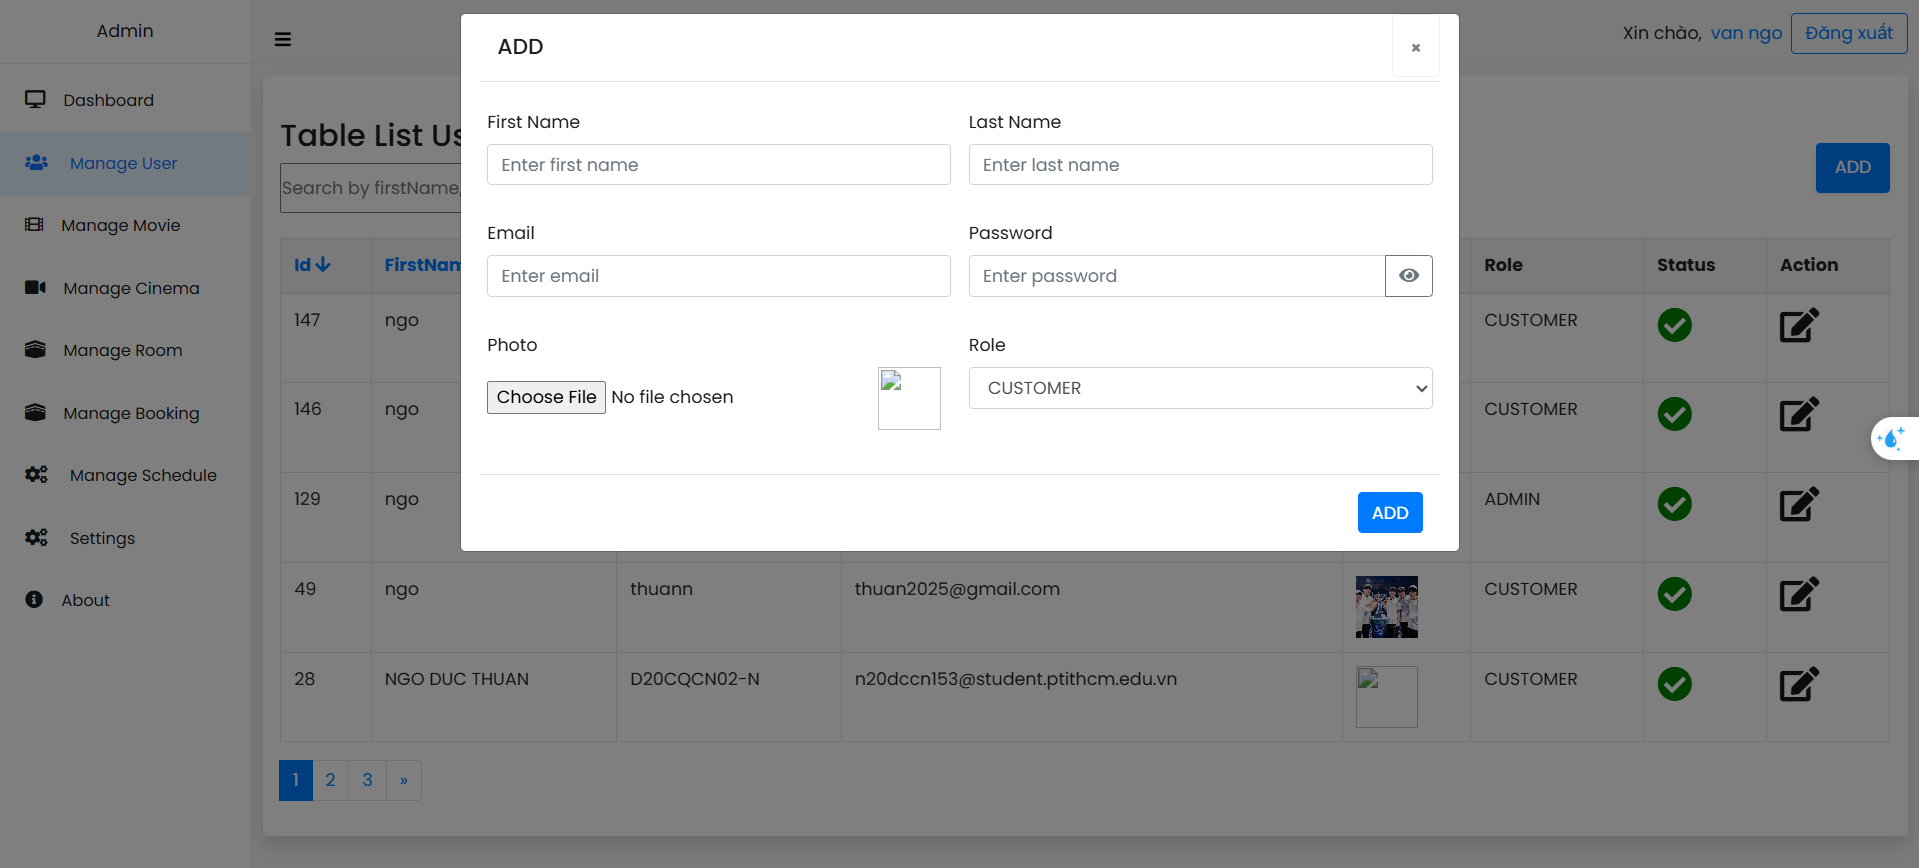 Admin
Dashboard
Manage User
Manage Movie
Manage Cinema
Manage Room
Manage Booking
Manage Schedule
Settings
About
Xin chào, van ngo Đăng xuất
Table List Us
Search by firstName,
ADD
ADD
×
First Name Last Name
Enter first name Enter last name
Email Password
Enter email Enter password
Photo Role
Choose File No file chosen CUSTOMER
ADD
Id FirstNam Role Status Action
147 ngo CUSTOMER
146 ngo CUSTOMER
129 ngo ADMIN
49 ngo thuann thuan2025@gmail.com CUSTOMER
28 NGO DUC THUAN D20CQCN02-N n20dccn153@student.ptithcm.edu.vn CUSTOMER
1 2 3 »